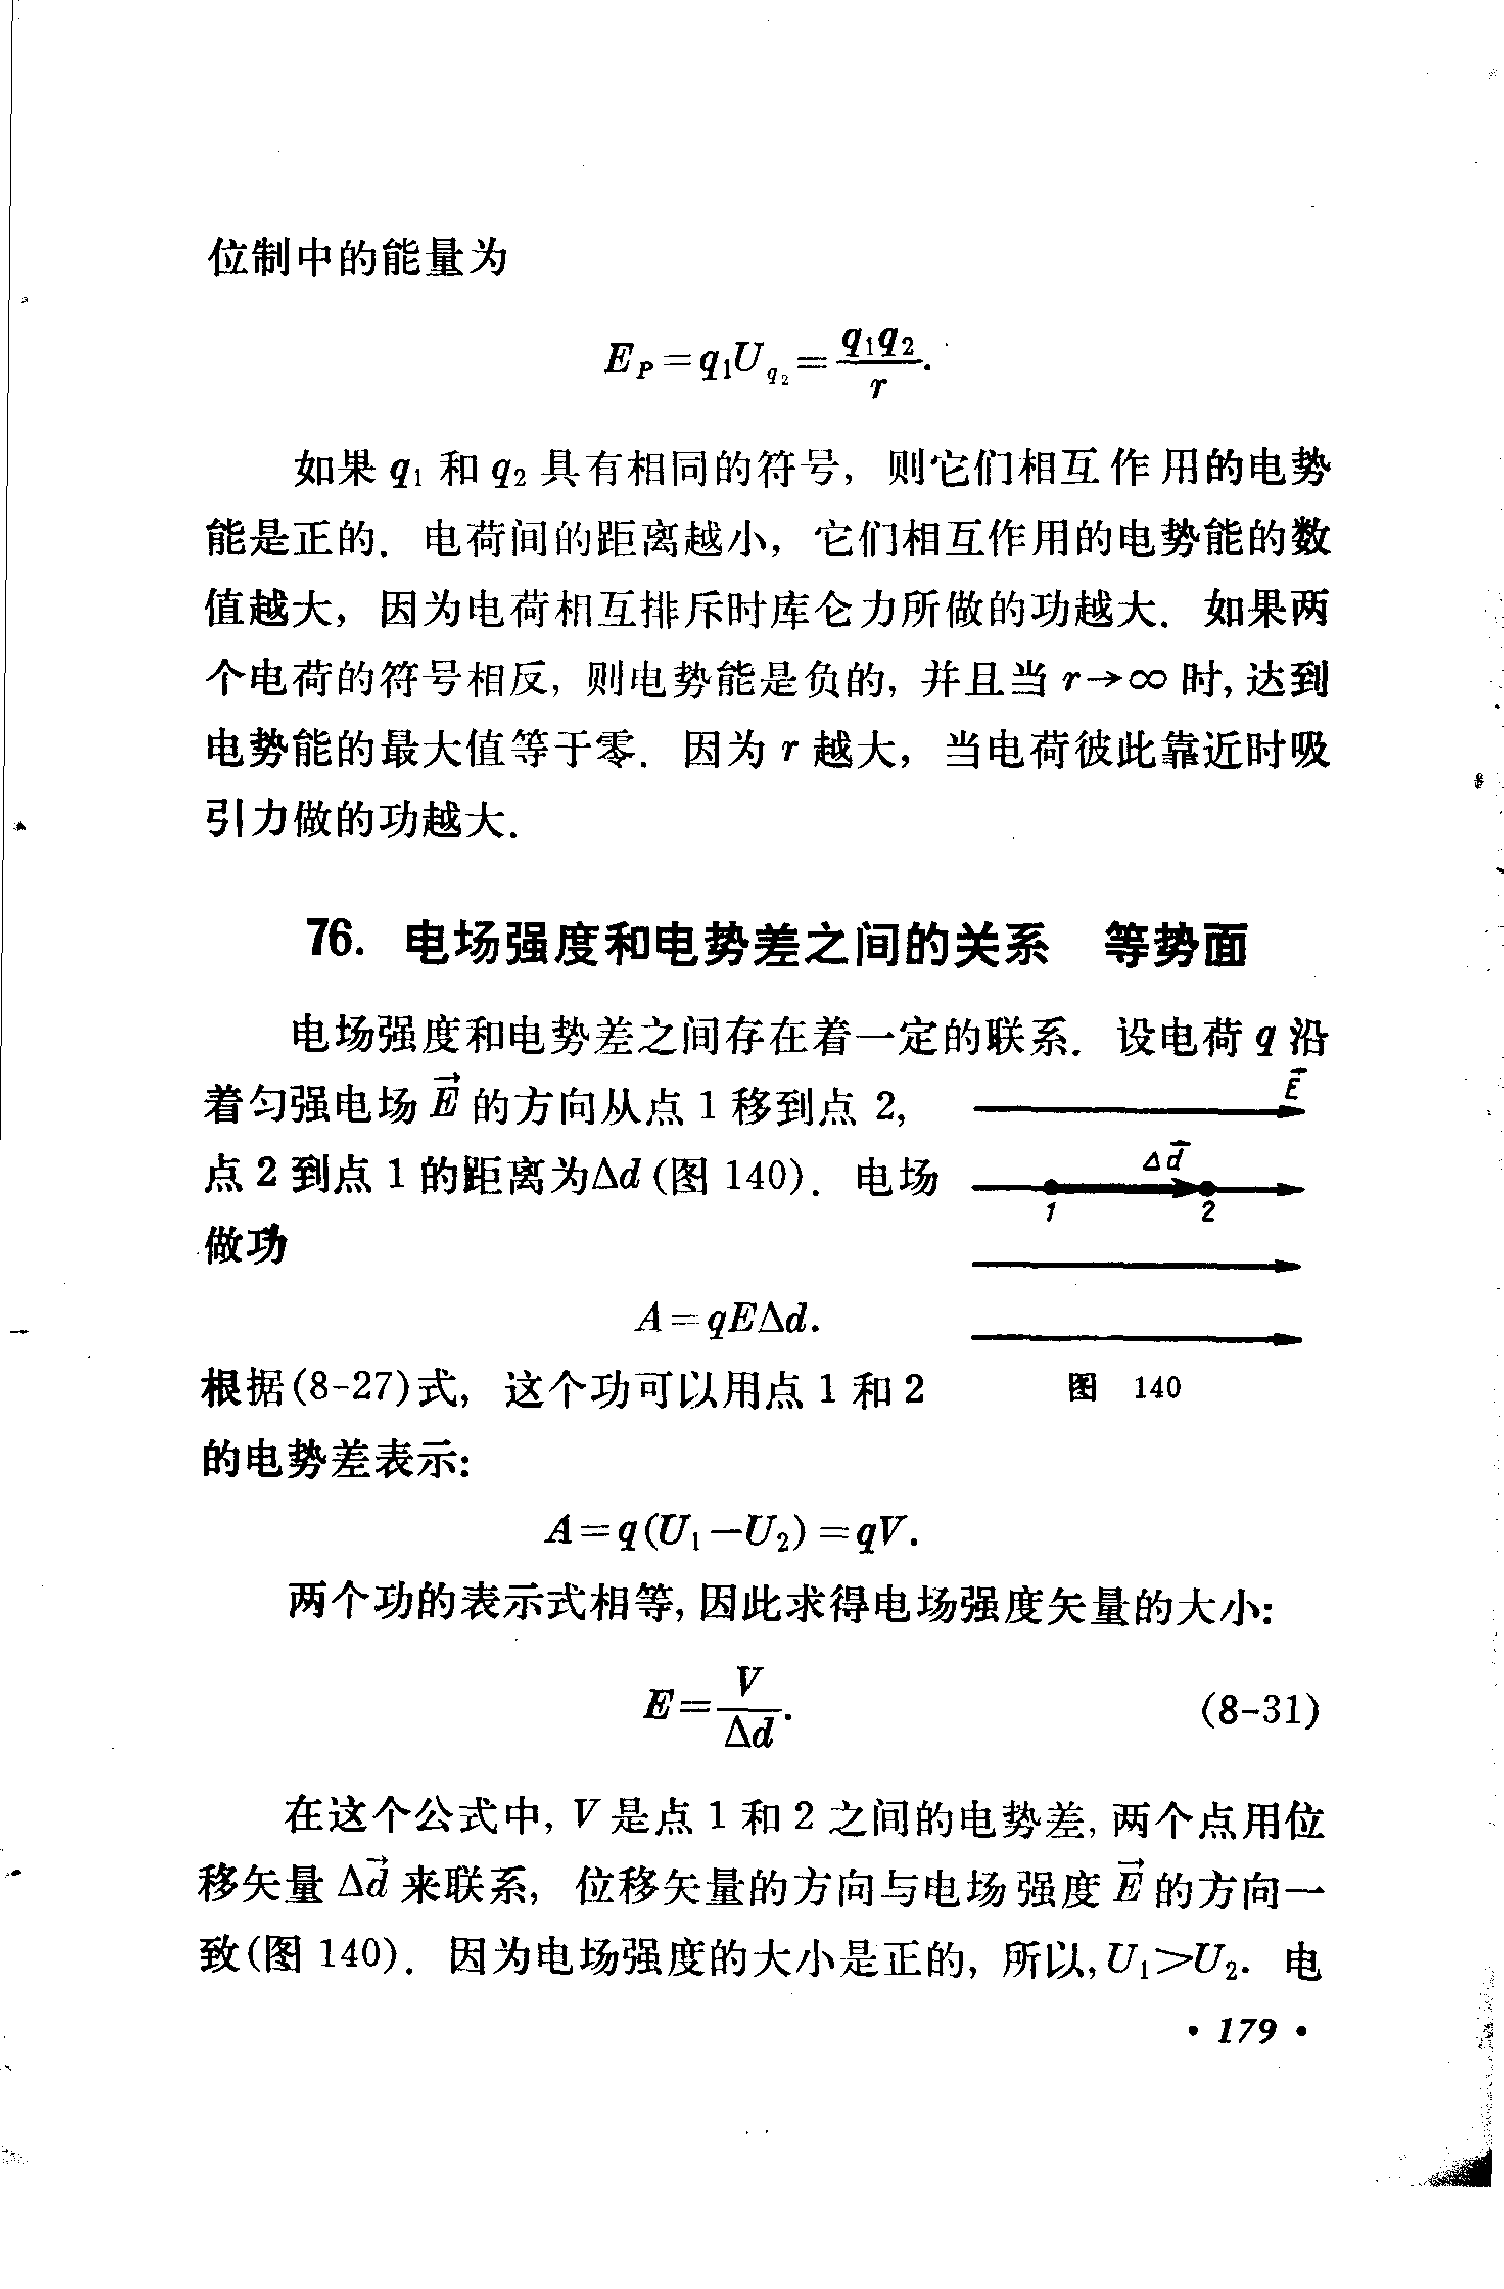 位制中的能量为
E_P=q_1U_{q_2}=\frac{q_1q_2}{r}.
如果 q_1 和 q_2 具有相同的符号，则它们相互作用的电势
能是正的．电荷间的距离越小，它们相互作用的电势能的数
值越大，因为电荷相互排斥时库仑力所做的功越大．如果两
个电荷的符号相反，则电势能是负的，并且当 r→∞ 时，达到
电势能的最大值等于零．因为 r 越大，当电荷彼此靠近时吸
引力做的功越大．
76. 电场强度和电势差之间的关系 等势面
电场强度和电势差之间存在着一定的联系．设电荷 q 沿
着匀强电场 \vec{E} 的方向从点 1 移到点 2，
点 2 到点 1 的距离为Δd (图 140)．电场
做功
A=qEΔd.
根据(8-27)式，这个功可以用点 1 和 2
的电势差表示：
\vec{E}
Δ\vec{d}
1 2
图 140
A=q(U_1-U_2)=qV.
两个功的表示式相等，因此求得电场强度矢量的大小：
E=\frac{V}{Δd}. (8-31)
在这个公式中，V 是点 1 和 2 之间的电势差，两个点用位
移矢量 Δ\vec{d} 来联系，位移矢量的方向与电场强度 \vec{E} 的方向一
致(图 140)．因为电场强度的大小是正的，所以，U_1>U_2．电
• 179 •